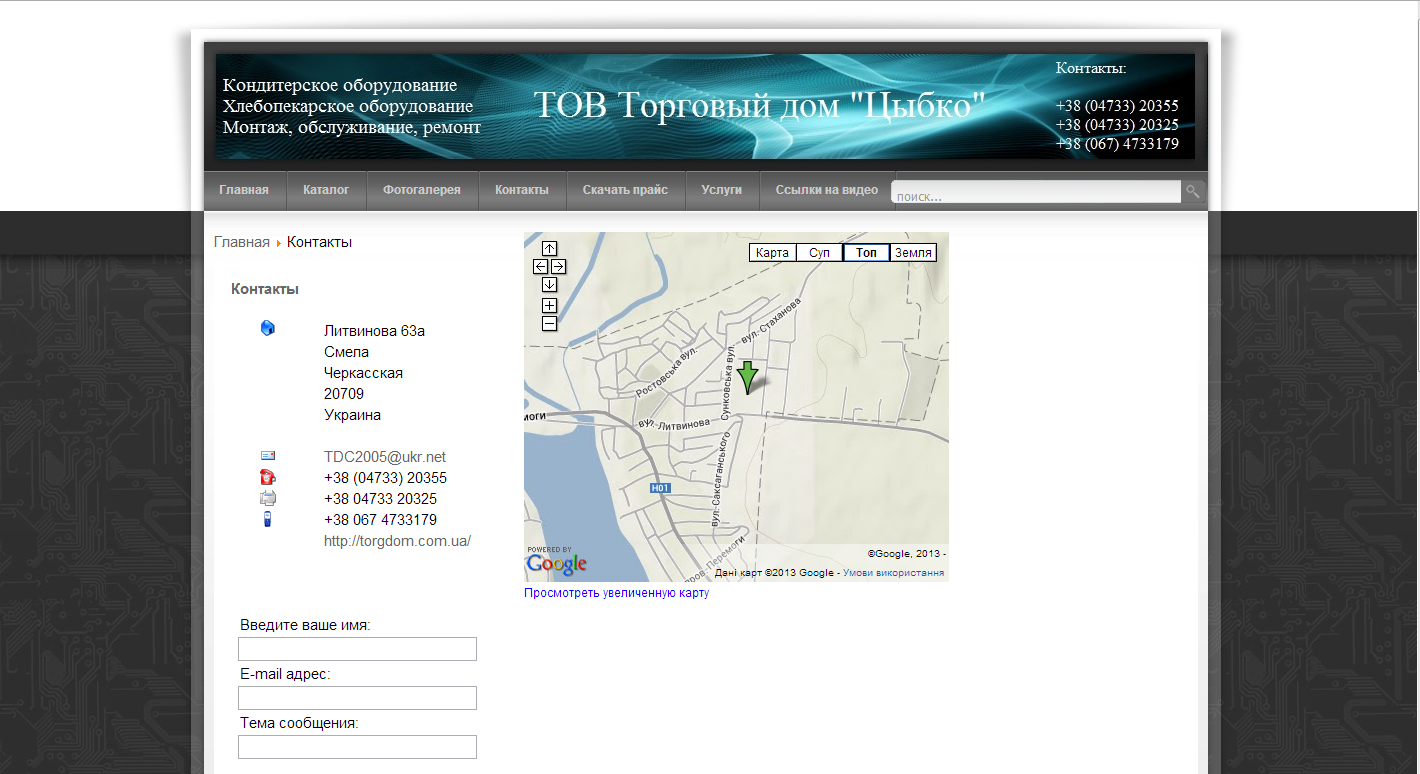 Кондитерское оборудование
Хлебопекарское оборудование
Монтаж, обслуживание, ремонт
ТОВ Торговый дом "Цыбко"
Контакты:
+38 (04733) 20355
+38 (04733) 20325
+38 (067) 4733179
Главная Каталог Фотогалерея Контакты Скачать прайс Услуги Ссылки на видео поиск...
Главная Контакты
Контакты
Литвинова 63а
Смела
Черкасская
20709
Украина
TDC2005@ukr.net
+38 (04733) 20355
+38 04733 20325
+38 067 4733179
http://torgdom.com.ua/
Карта Суп Топ Земля
вул. Стаханова
Ростовська вул.
Сунковська вул.
вул. Литвинова
моги
вул. Саксаганського
H01
ров. Перемоги
POWERED BY
Google
©Google, 2013 -
Дані карт ©2013 Google - Умови використання
Просмотреть увеличенную карту
Введите ваше имя:
E-mail адрес:
Тема сообщения: